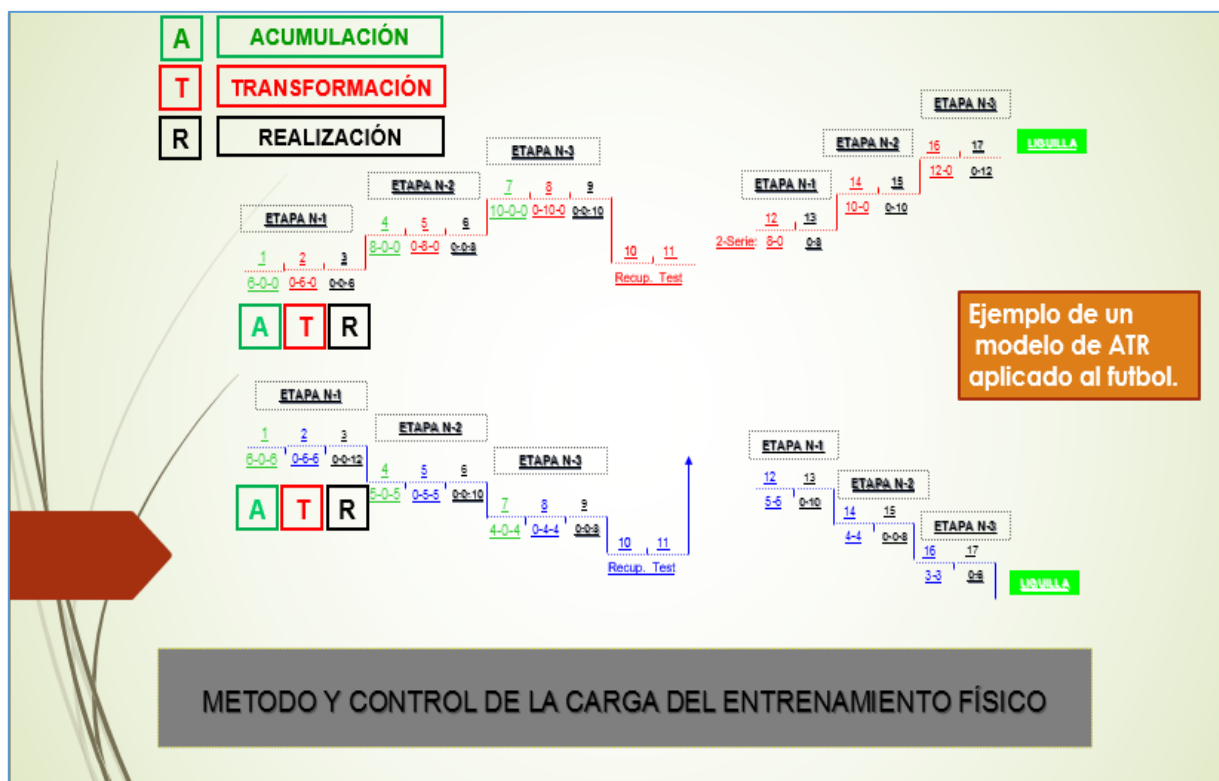 A ACUMULACIÓN
T TRANSFORMACIÓN
R REALIZACIÓN
ETAPA N-1
1 2 3
6-0-0 0-6-0 0-0-6
ETAPA N-2
4 5 6
8-0-0 0-8-0 0-0-8
ETAPA N-3
7 8 9
10-0-0 0-10-0 0-0-10
10 11
Recup. Test
ETAPA N-1
12 13
2-Serie: 8-0 0-8
ETAPA N-2
14 15
10-0 0-10
ETAPA N-3
16 17
12-0 0-12
LIGUILLA
A T R
Ejemplo de un
modelo de ATR
aplicado al futbol.
ETAPA N-1
1 2 3
6-0-6 0-6-6 0-0-12
ETAPA N-2
4 5 6
5-0-5 0-5-5 0-0-10
ETAPA N-3
7 8 9
4-0-4 0-4-4 0-0-8
10 11
Recup. Test
ETAPA N-1
12 13
5-6 0-10
ETAPA N-2
14 15
4-4 0-0-8
ETAPA N-3
16 17
3-3 0-6
LIGUILLA
A T R
METODO Y CONTROL DE LA CARGA DEL ENTRENAMIENTO FÍSICO